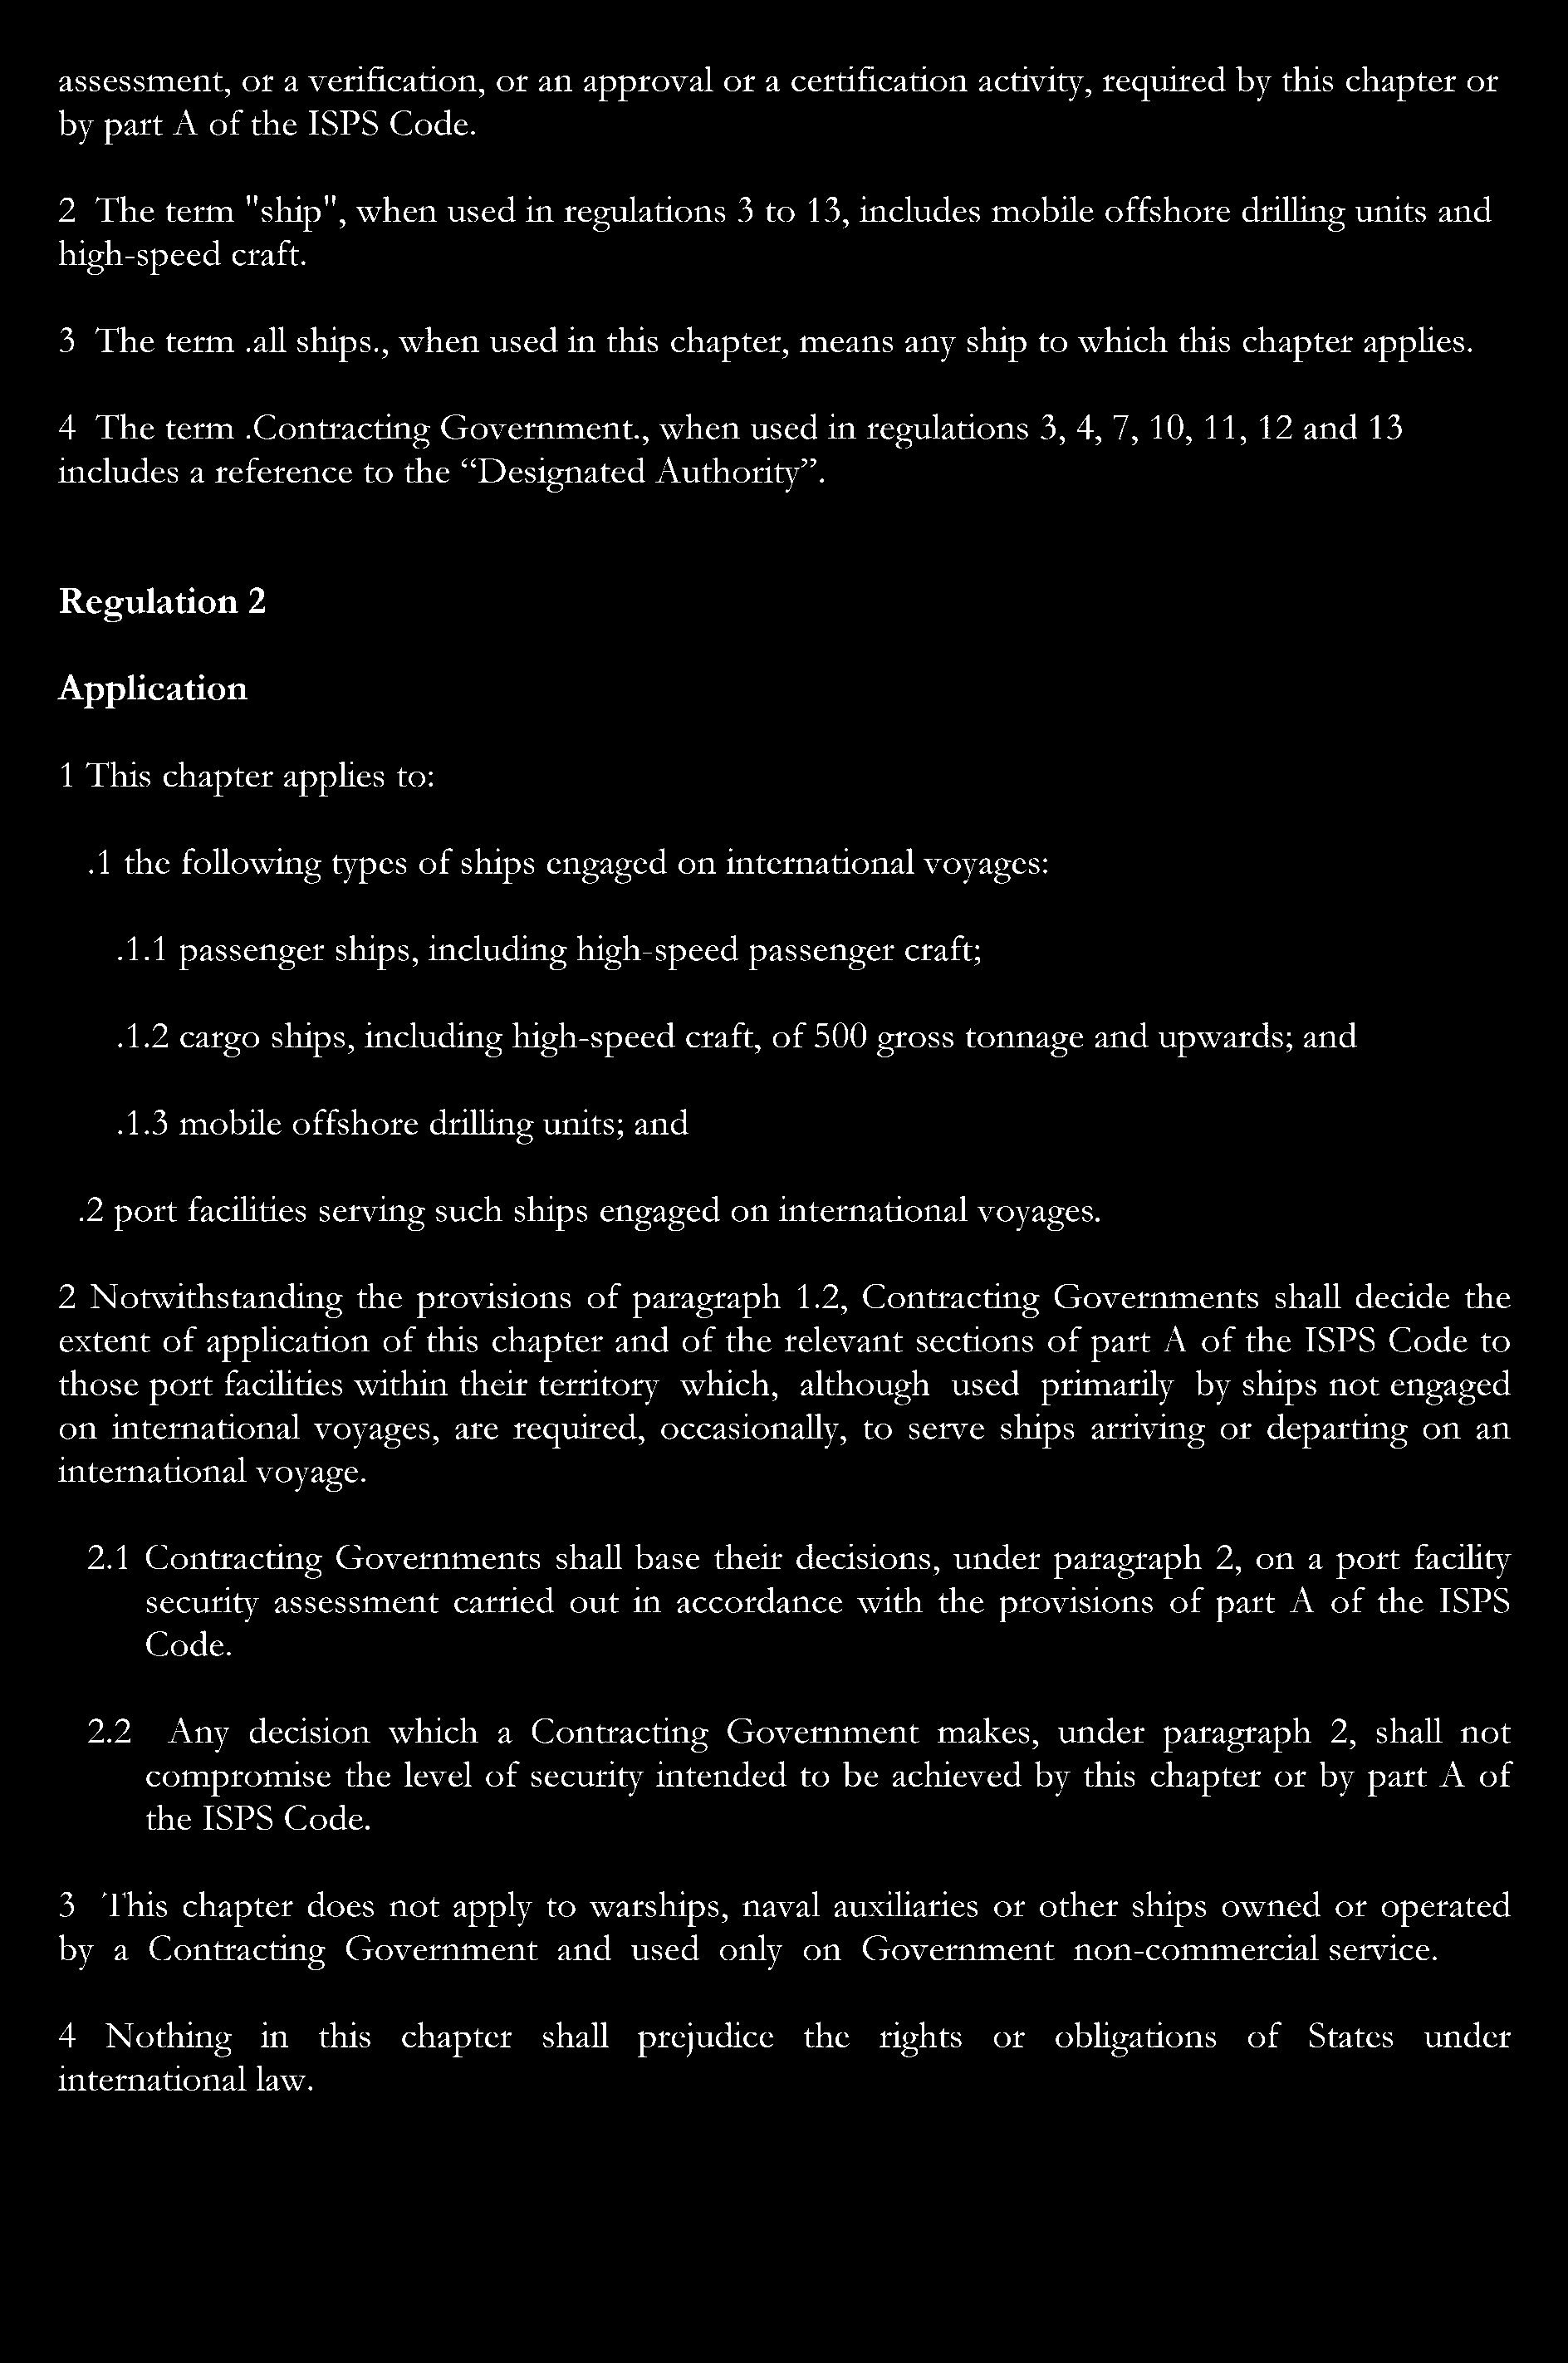 assessment, or a verification, or an approval or a certification activity, required by this chapter or
by part A of the ISPS Code.
2 The term "ship", when used in regulations 3 to 13, includes mobile offshore drilling units and
high-speed craft.
3 The term .all ships., when used in this chapter, means any ship to which this chapter applies.
4 The term .Contracting Government., when used in regulations 3, 4, 7, 10, 11, 12 and 13
includes a reference to the “Designated Authority”.
Regulation 2
Application
1 This chapter applies to:
.1 the following types of ships engaged on international voyages:
.1.1 passenger ships, including high-speed passenger craft;
.1.2 cargo ships, including high-speed craft, of 500 gross tonnage and upwards; and
.1.3 mobile offshore drilling units; and
.2 port facilities serving such ships engaged on international voyages.
2 Notwithstanding the provisions of paragraph 1.2, Contracting Governments shall decide the
extent of application of this chapter and of the relevant sections of part A of the ISPS Code to
those port facilities within their territory which, although used primarily by ships not engaged
on international voyages, are required, occasionally, to serve ships arriving or departing on an
international voyage.
2.1 Contracting Governments shall base their decisions, under paragraph 2, on a port facility
security assessment carried out in accordance with the provisions of part A of the ISPS
Code.
2.2 Any decision which a Contracting Government makes, under paragraph 2, shall not
compromise the level of security intended to be achieved by this chapter or by part A of
the ISPS Code.
3 This chapter does not apply to warships, naval auxiliaries or other ships owned or operated
by a Contracting Government and used only on Government non-commercial service.
4 Nothing in this chapter shall prejudice the rights or obligations of States under
international law.